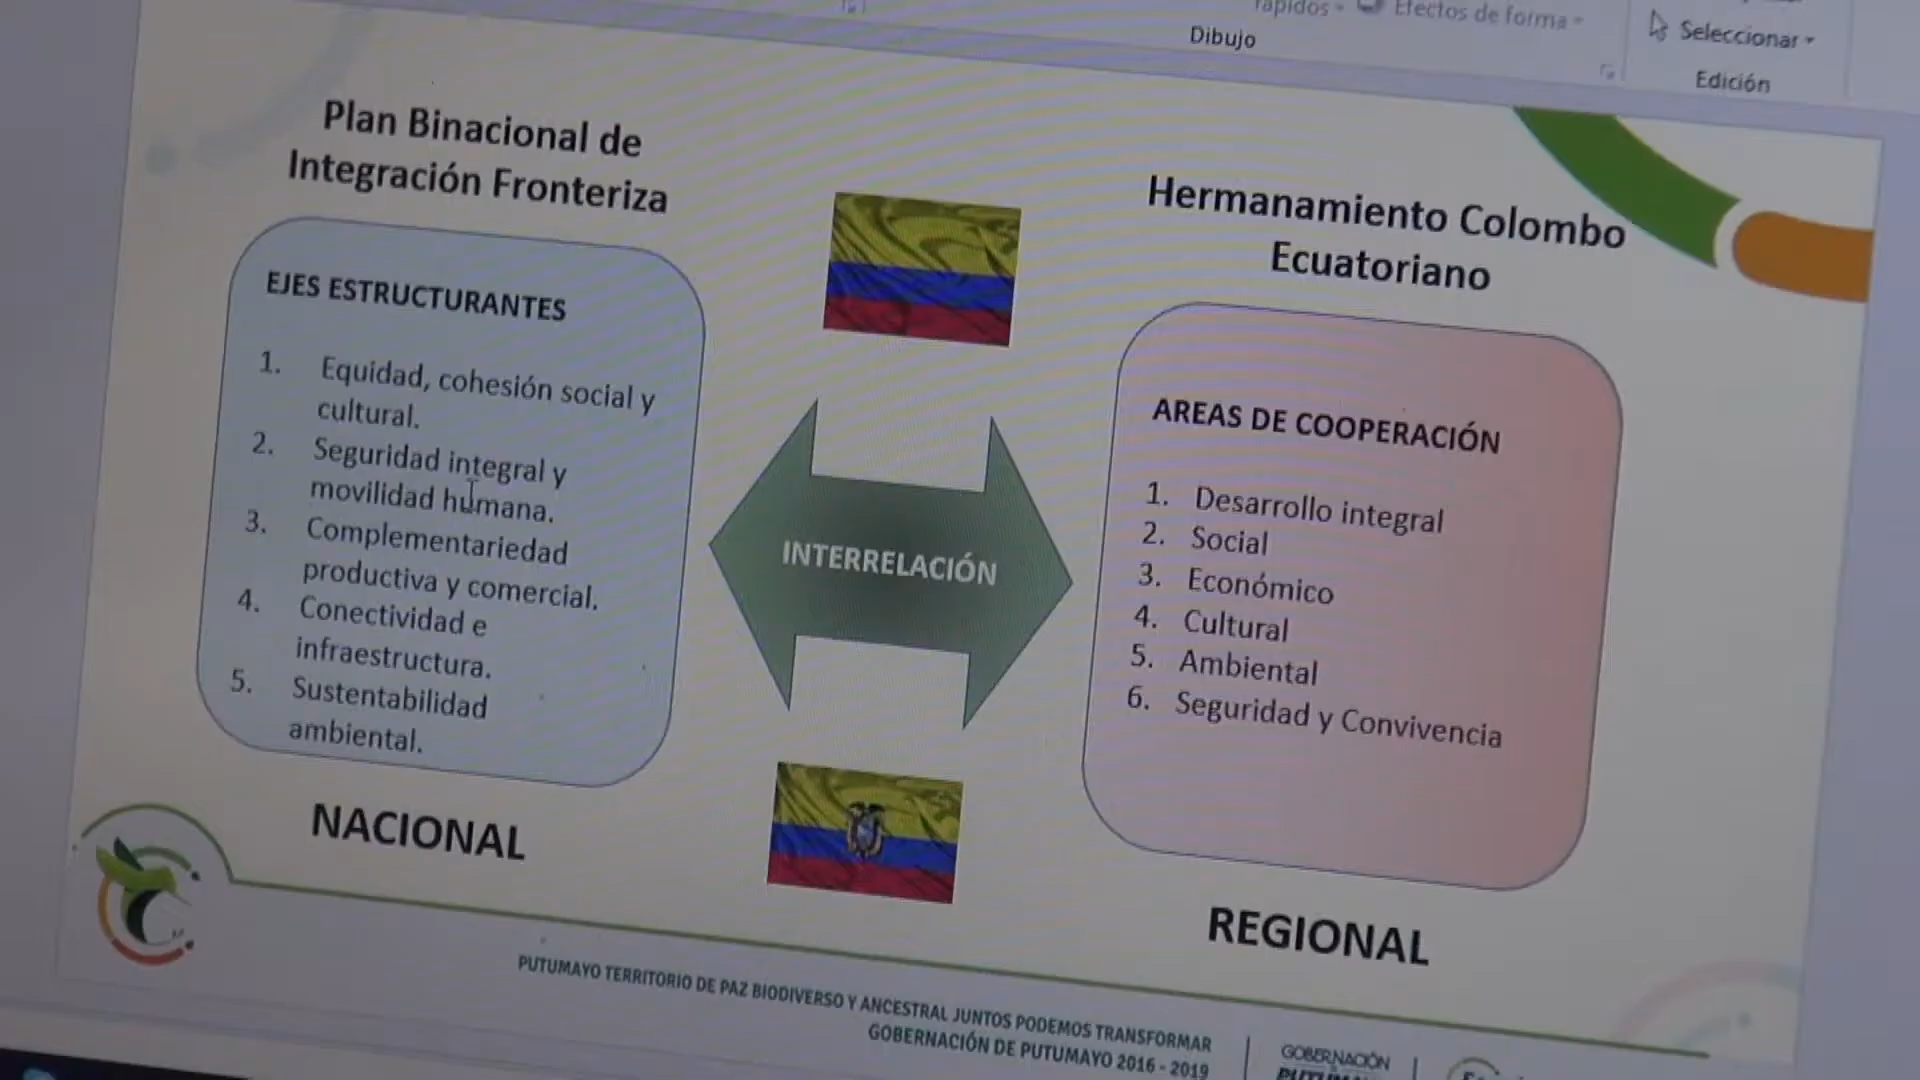 rápidos
Efectos de forma
Dibujo
Seleccionar
Edición
Plan Binacional de
Integración Fronteriza
EJES ESTRUCTURANTES
1. Equidad, cohesión social y
cultural.
2. Seguridad integral y
movilidad humana.
3. Complementariedad
productiva y comercial.
4. Conectividad e
infraestructura.
5. Sustentabilidad
ambiental.
NACIONAL
INTERRELACIÓN
Hermanamiento Colombo
Ecuatoriano
AREAS DE COOPERACIÓN
1. Desarrollo integral
2. Social
3. Económico
4. Cultural
5. Ambiental
6. Seguridad y Convivencia
REGIONAL
PUTUMAYO TERRITORIO DE PAZ BIODIVERSO Y ANCESTRAL JUNTOS PODEMOS TRANSFORMAR
GOBERNACIÓN DE PUTUMAYO 2016 - 2019
GOBERNACIÓN